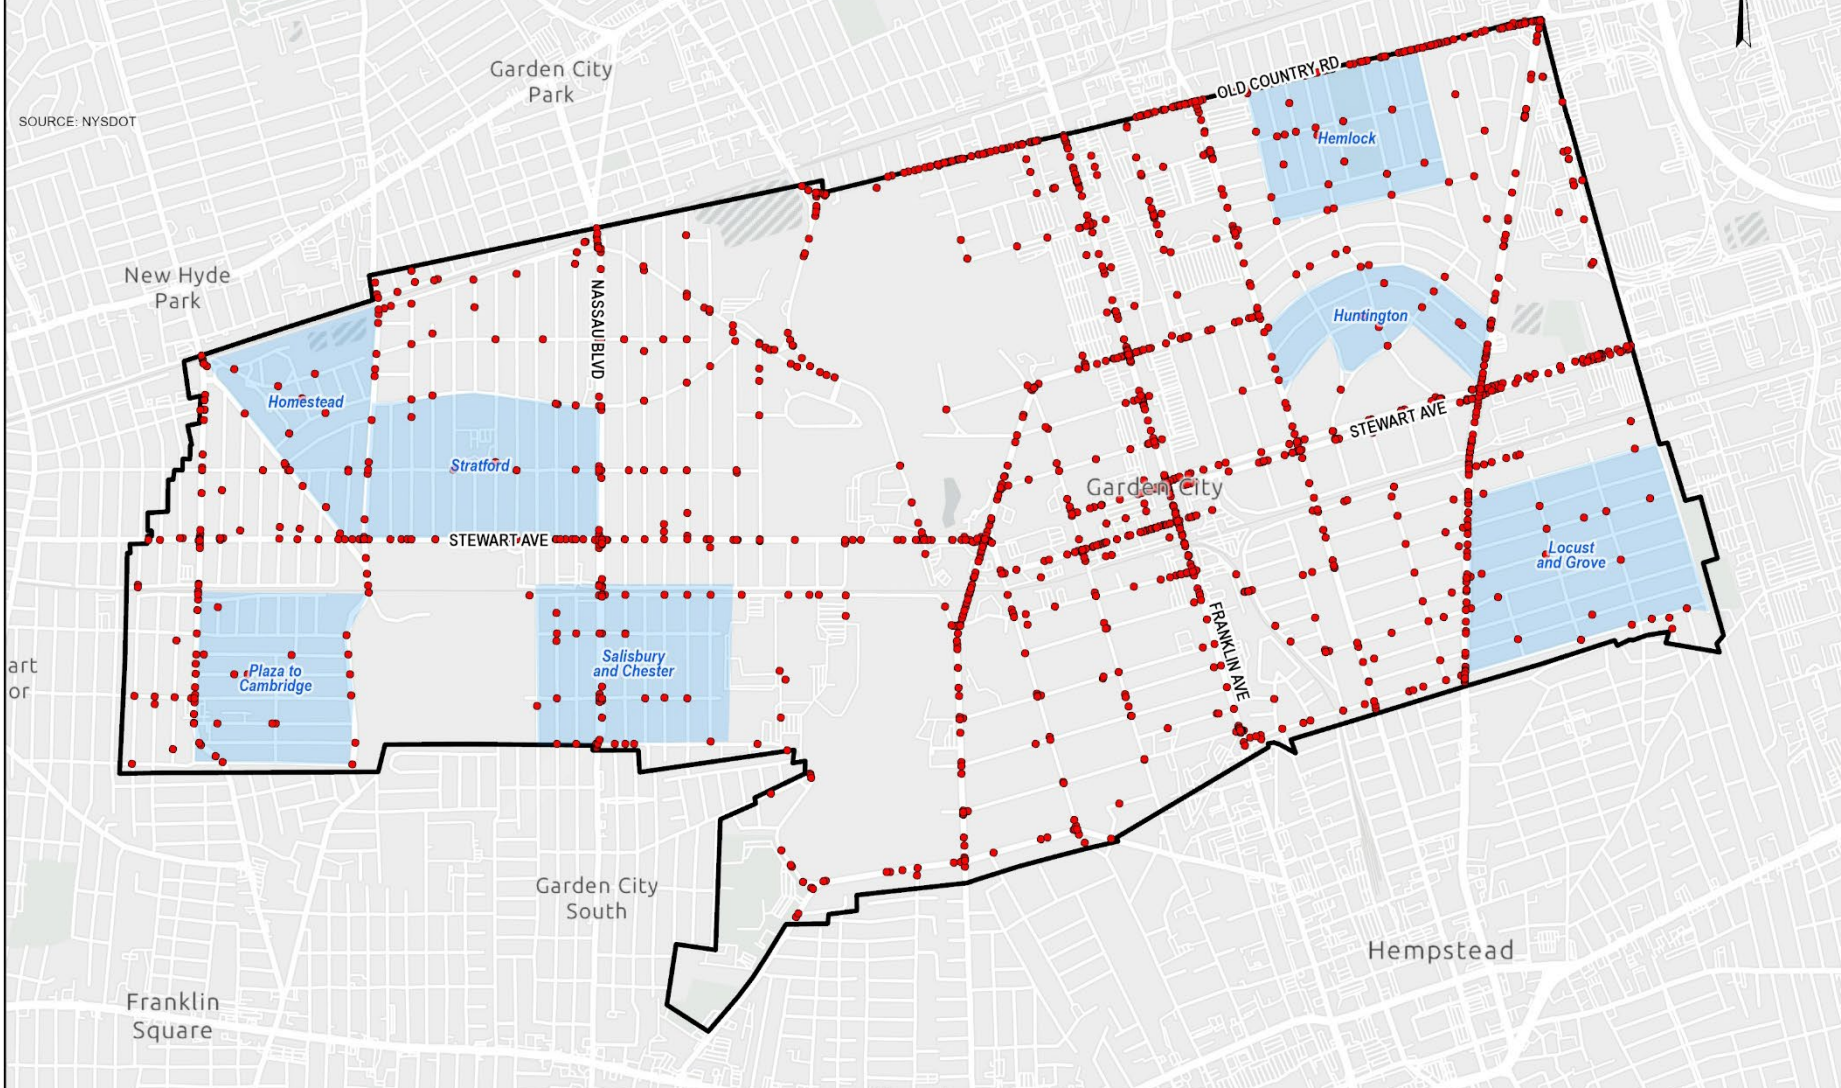 Garden City
Park
OLD COUNTRY RD
SOURCE: NYSDOT
Hemlock
New Hyde
Park
NASSAU BLVD
Huntington
Homestead
STEWART AVE
Stratford
Garden City
STEWART AVE
Locust
and Grove
FRANKLIN AVE
art
or
Plaza to
Cambridge
Salisbury
and Chester
Garden City
South
Hempstead
Franklin
Square